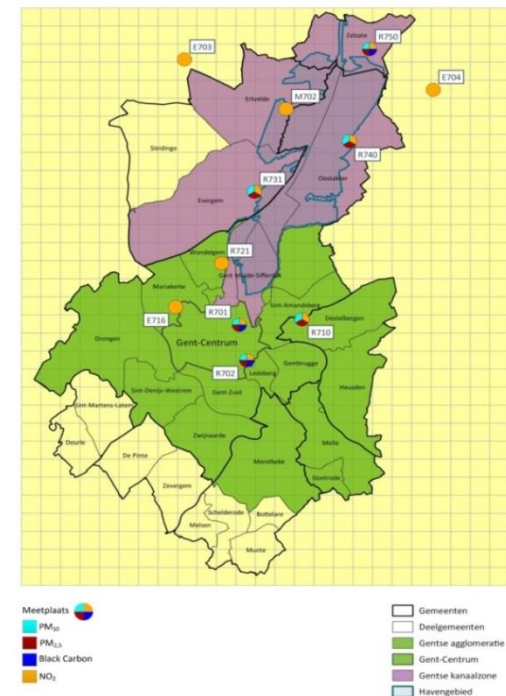 Zelzate
R750
E703
E704
Ertvelde
M702
Sleidinge
R740
Oostakker
R731
Evergem
R721
Wondelgem
Gent Muide-Sifferdok
Mariakerke
Sint-Amandsberg
R701
Destelbergen
E716
R710
Gent-Centrum
Drongen
R702
Ledeberg
Gentbrugge
Sint-Denijs-Westrem
Gent-Zuid
Heusden
Sint-Martens-Latem
Zwijnaarde
Deurle
Melle
De Pinte
Merelbeke
Gontrode
Zevergem
Schelderode
Bottelare
Melsen
Munte
Meetplaats
PM₁₀
PM₂,₅
Black Carbon
NO₂
Gemeenten
Deelgemeenten
Gentse agglomeratie
Gent-Centrum
Gentse kanaalzone
Havengebied